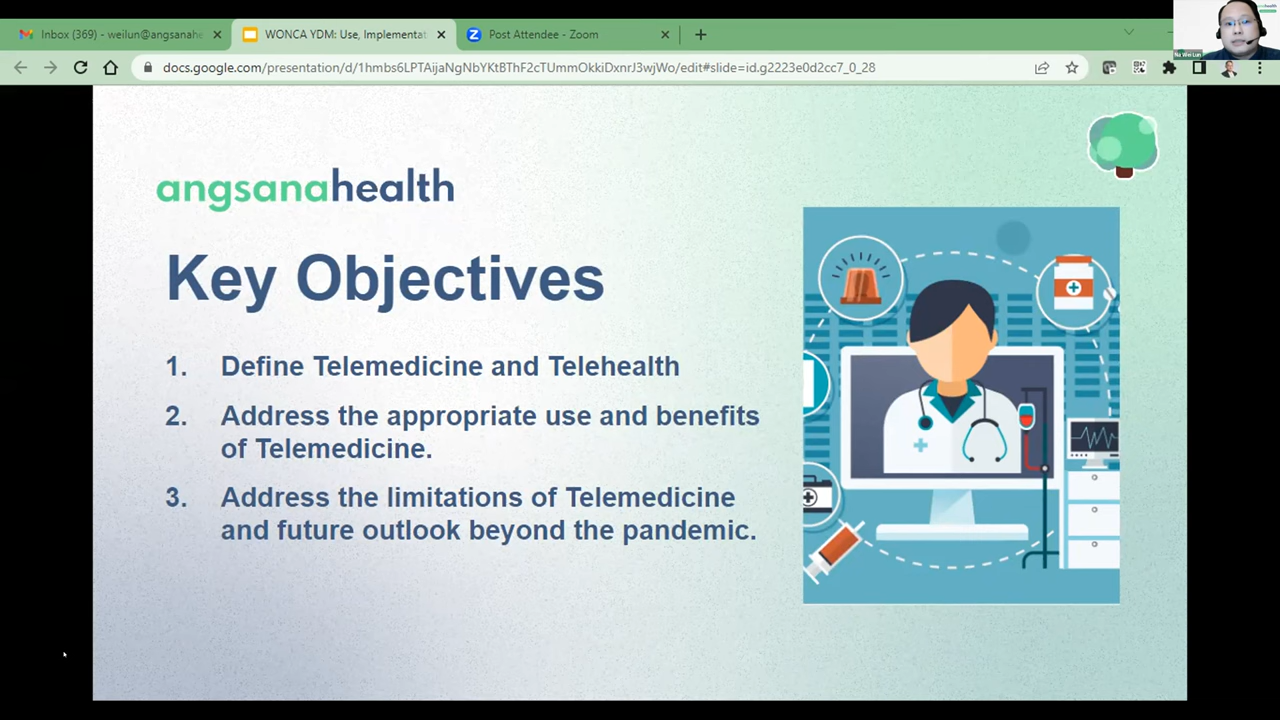 Inbox (369) - weilun@angsanahe
WONCA YDM: Use, Implementat
Post Attendee - Zoom
docs.google.com/presentation/d/1hmbs6LPTAijaNgNbYKtBThF2cTUmmOkkiDxnrJ3wjWo/edit#slide=id.g2223e0d2cc7_0_28
angsanahealth
Key Objectives
1. Define Telemedicine and Telehealth
2. Address the appropriate use and benefits
of Telemedicine.
3. Address the limitations of Telemedicine
and future outlook beyond the pandemic.